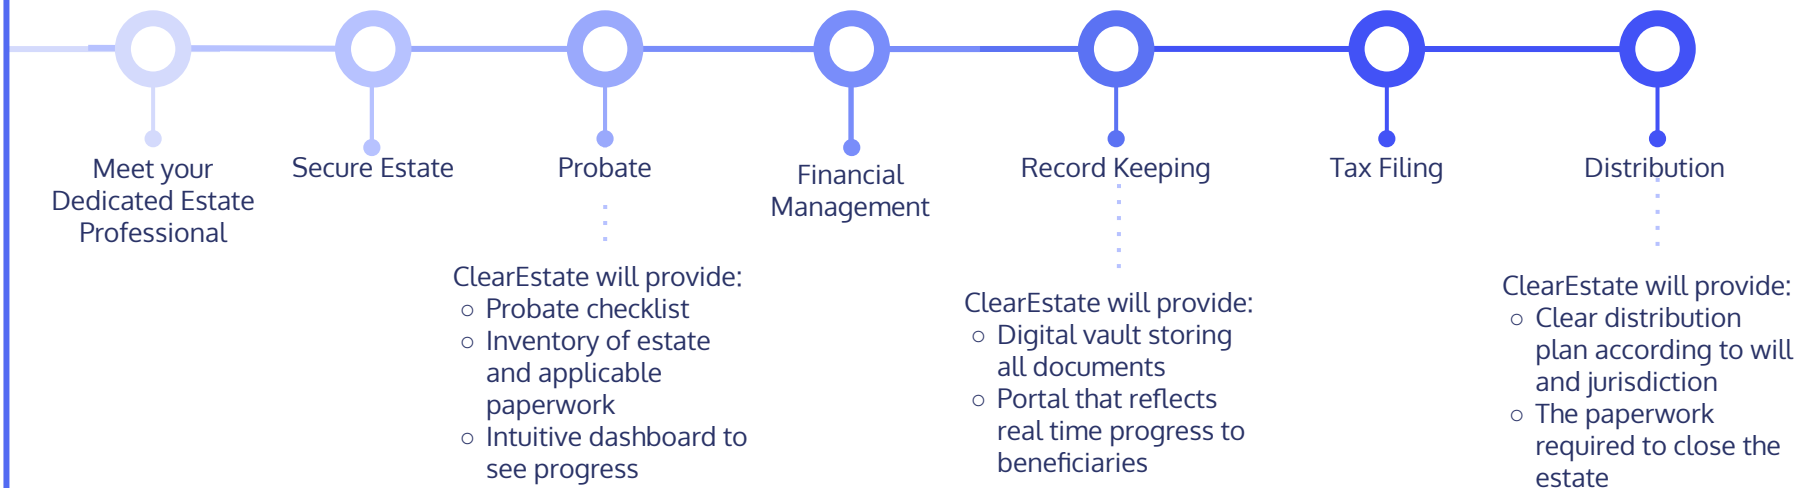 Meet your
Dedicated Estate
Professional
Secure Estate
Probate
ClearEstate will provide:
○ Probate checklist
○ Inventory of estate
and applicable
paperwork
○ Intuitive dashboard to
see progress
Financial
Management
Record Keeping
ClearEstate will provide:
○ Digital vault storing
all documents
○ Portal that reflects
real time progress to
beneficiaries
Tax Filing
Distribution
ClearEstate will provide:
○ Clear distribution
plan according to will
and jurisdiction
○ The paperwork
required to close the
estate